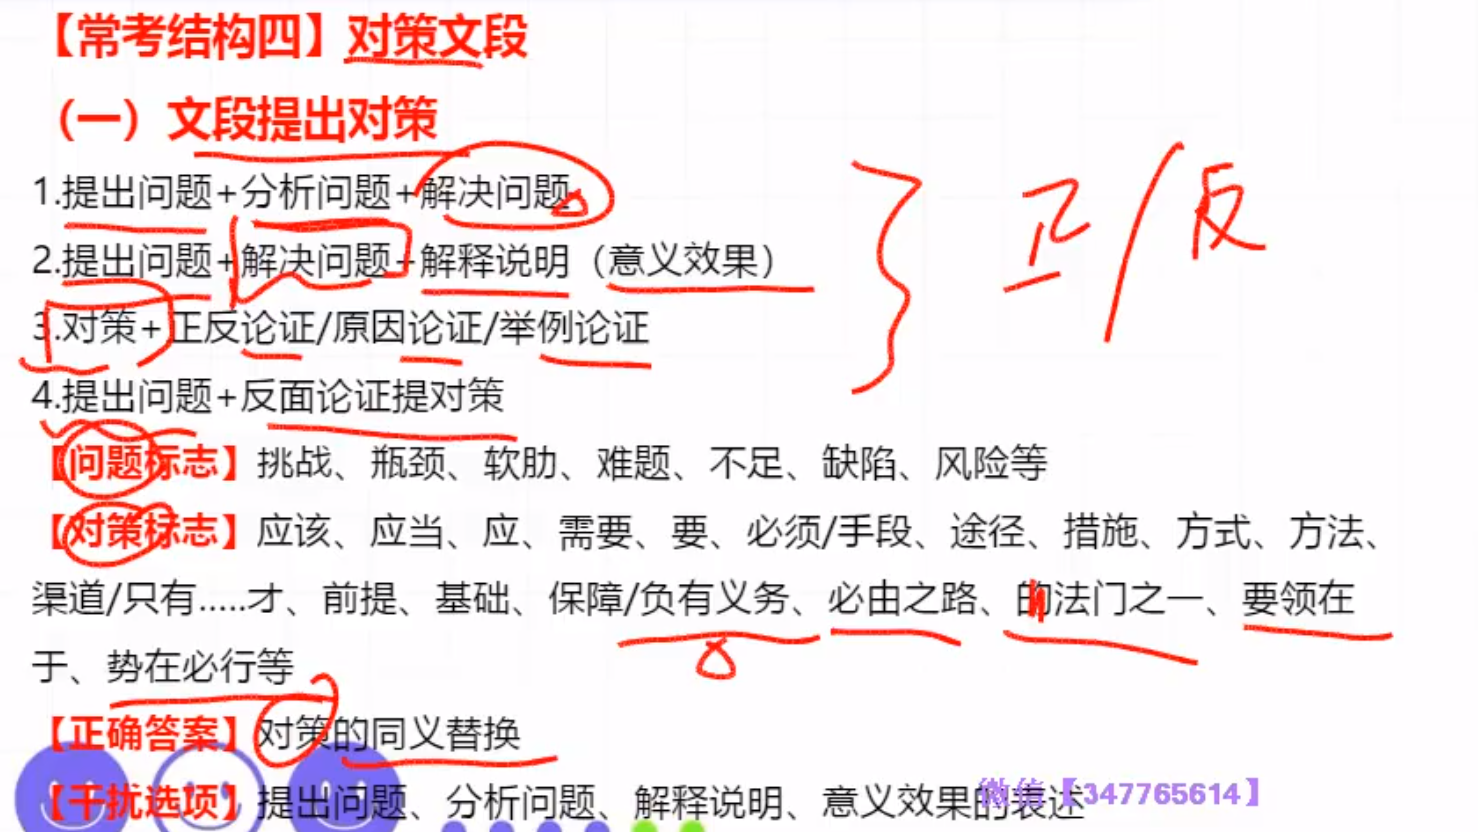 【常考结构四】对策文段
（一）文段提出对策
1.提出问题+分析问题+解决问题
2.提出问题+解决问题+解释说明（意义效果）
3.对策+正反论证/原因论证/举例论证
4.提出问题+反面论证提对策
正/反
【问题标志】挑战、瓶颈、软肋、难题、不足、缺陷、风险等
【对策标志】应该、应当、应、需要、要、必须/手段、途径、措施、方式、方法、
渠道/只有.....才、前提、基础、保障/负有义务、必由之路、的法门之一、要领在
于、势在必行等
【正确答案】对策的同义替换
【干扰选项】提出问题、分析问题、解释说明、意义效果的表述
微信【347765614】